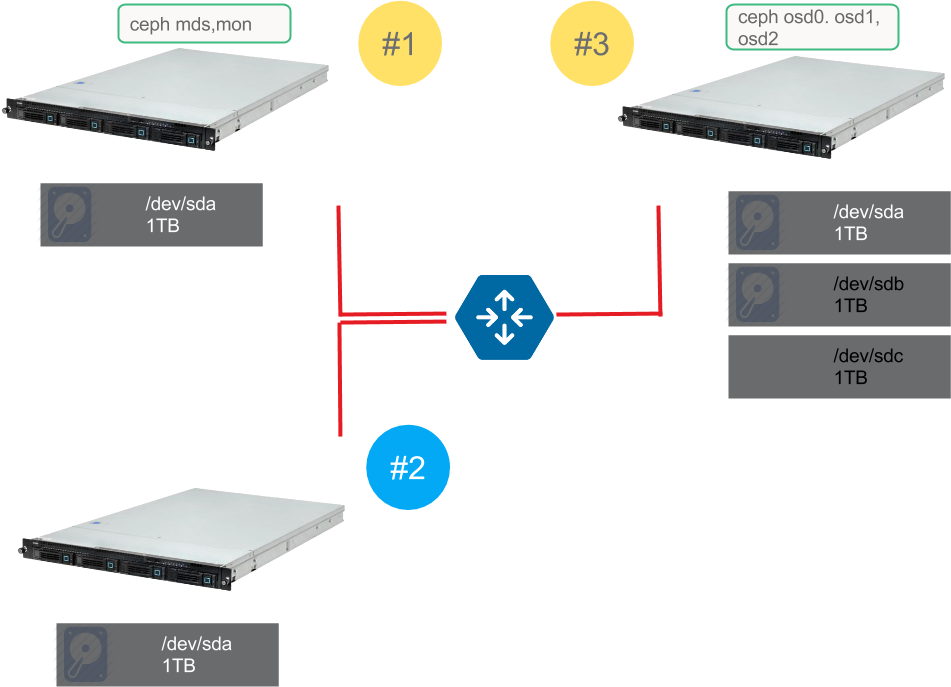 ceph mds,mon
#1
#3
ceph osd0. osd1,
osd2
/dev/sda
1TB
/dev/sda
1TB
/dev/sdb
1TB
/dev/sdc
1TB
#2
/dev/sda
1TB